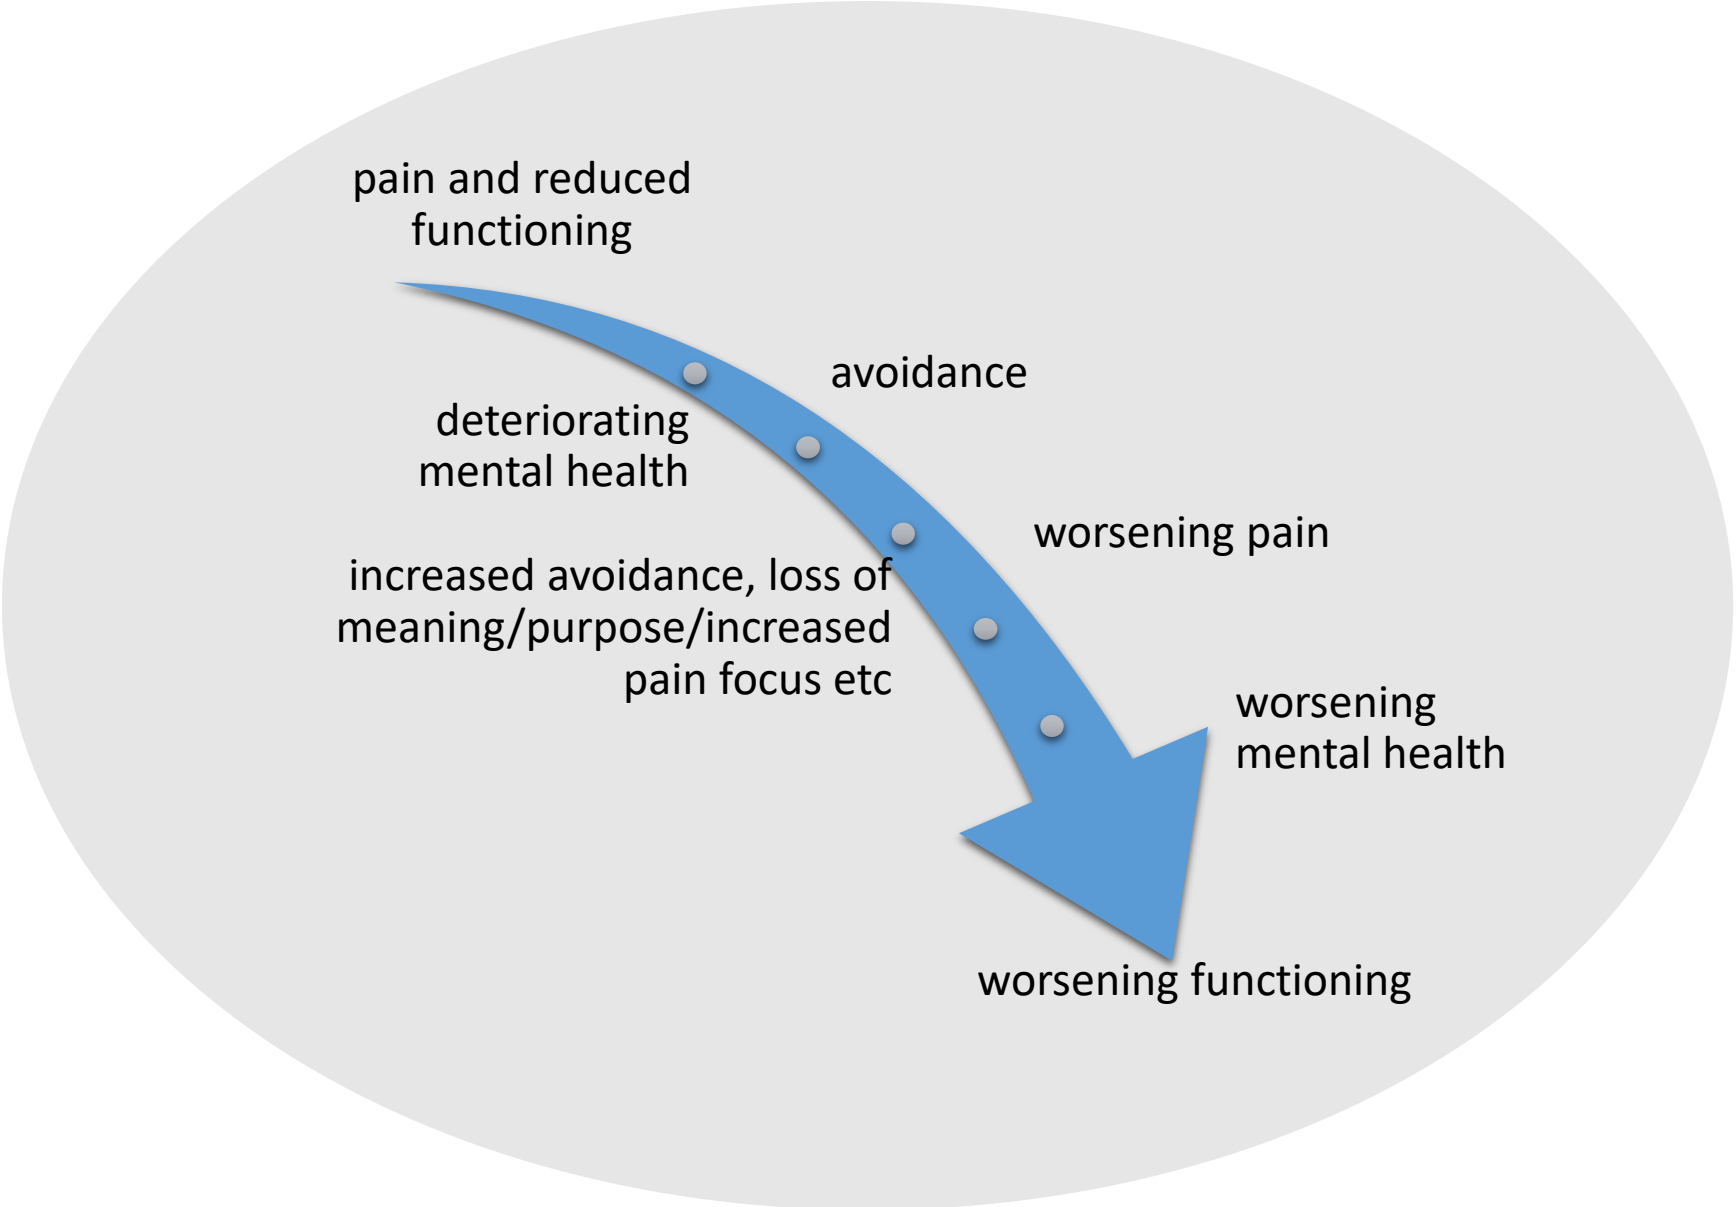 pain and reduced
functioning
avoidance
deteriorating
mental health
worsening pain
increased avoidance, loss of
meaning/purpose/increased
pain focus etc
worsening
mental health
worsening functioning